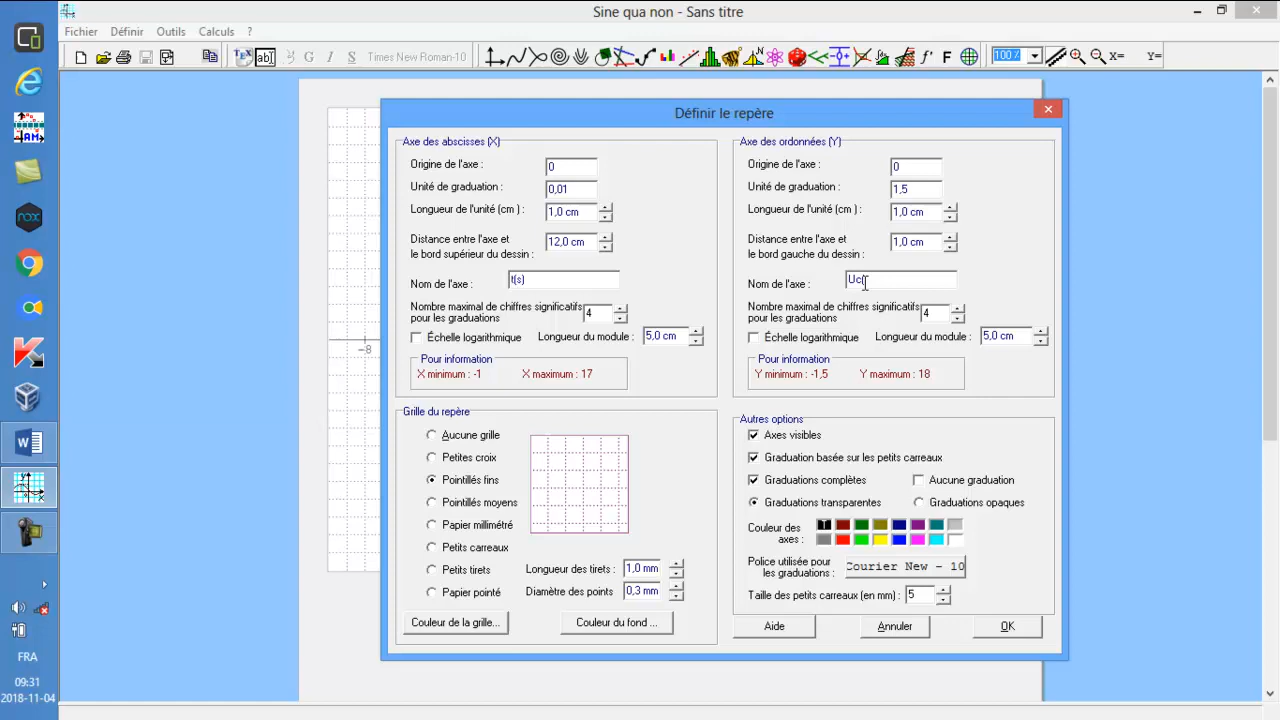 Sine qua non - Sans titre
Fichier Définir Outils Calculs ?
Times New Roman-10
100 %
X= Y=
Définir le repère
Axe des abscisses (X)
Origine de l'axe : 0
Unité de graduation : 0,01
Longueur de l'unité (cm ) : 1,0 cm
Distance entre l'axe et
le bord supérieur du dessin : 12,0 cm
Nom de l'axe : t(s)
Nombre maximal de chiffres significatifs
pour les graduations : 4
Échelle logarithmique Longueur du module : 5,0 cm
Pour information
X minimum : -1 X maximum : 17
Axe des ordonnées (Y)
Origine de l'axe : 0
Unité de graduation : 1,5
Longueur de l'unité (cm ) : 1,0 cm
Distance entre l'axe et
le bord gauche du dessin : 1,0 cm
Nom de l'axe : Uc(
Nombre maximal de chiffres significatifs
pour les graduations : 4
Échelle logarithmique Longueur du module : 5,0 cm
Pour information
Y minimum : -1,5 Y maximum : 18
Grille du repère
Aucune grille
Petites croix
Pointillés fins
Pointillés moyens
Papier millimétré
Petits carreaux
Petits tirets
Papier pointé
Longueur des tirets : 1,0 mm
Diamètre des points 0,3 mm
Couleur de la grille... Couleur du fond ...
Autres options
Axes visibles
Graduation basée sur les petits carreaux
Graduations complètes Aucune graduation
Graduations transparentes Graduations opaques
Couleur des
axes :
Police utilisée pour
les graduations : Courier New - 10
Taille des petits carreaux (en mm) : 5
Aide Annuler OK
-8
FRA
09:31
2018-11-04